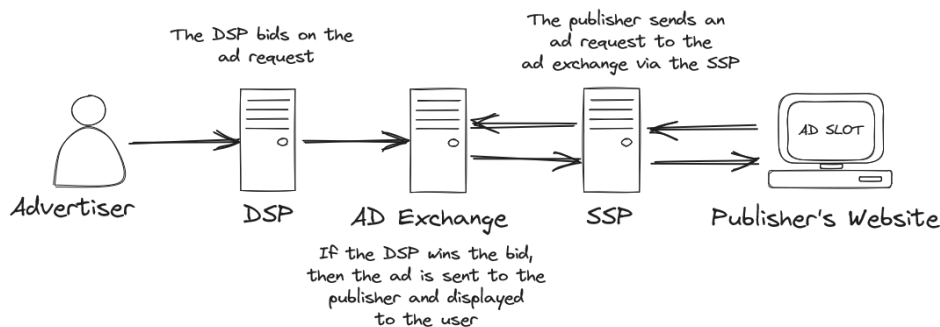 The DSP bids on the
ad request
The publisher sends an
ad request to the
ad exchange via the SSP
AD SLOT
Advertiser
DSP
AD Exchange
SSP
Publisher's Website
If the DSP wins the bid,
then the ad is sent to the
publisher and displayed
to the user